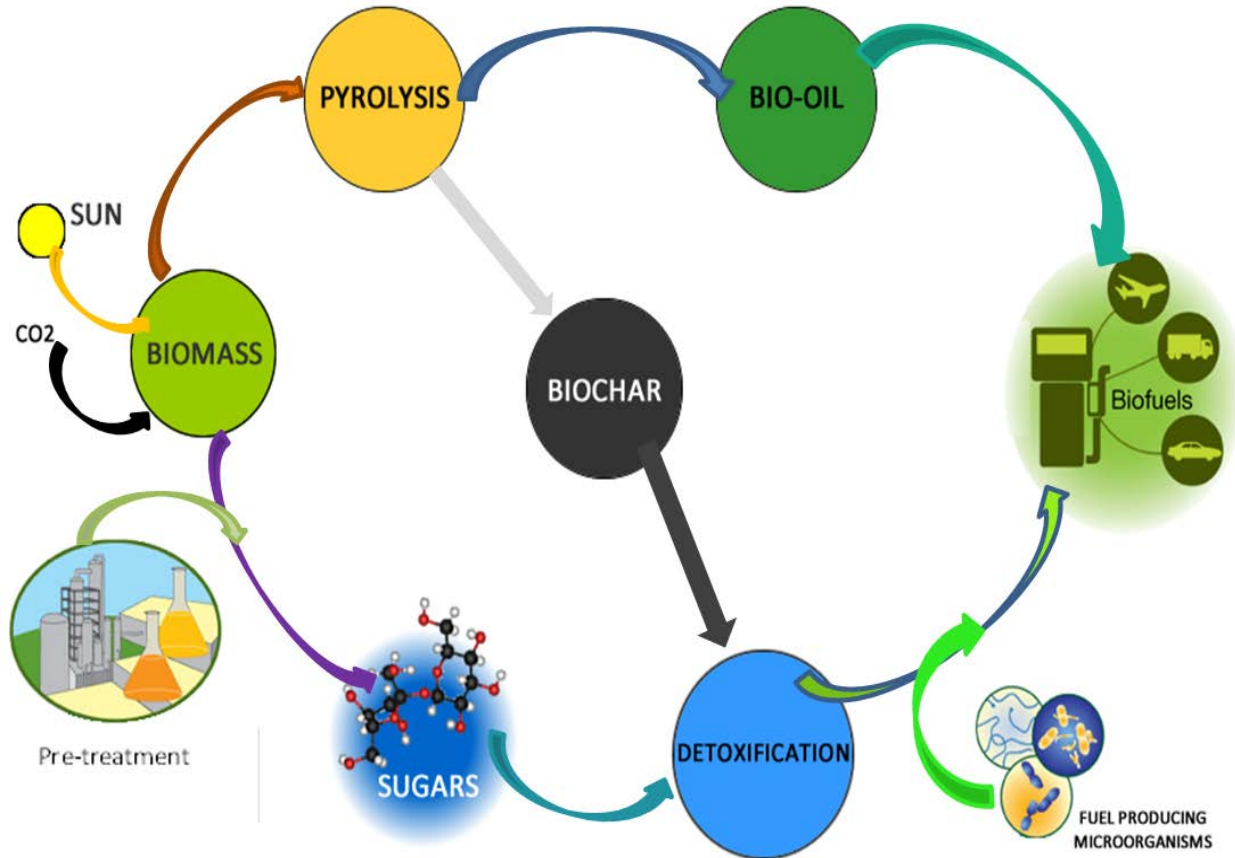 PYROLYSIS
BIO-OIL
SUN
CO2
BIOMASS
BIOCHAR
Biofuels
Pre-treatment
SUGARS
DETOXIFICATION
FUEL PRODUCING
MICROORGANISMS